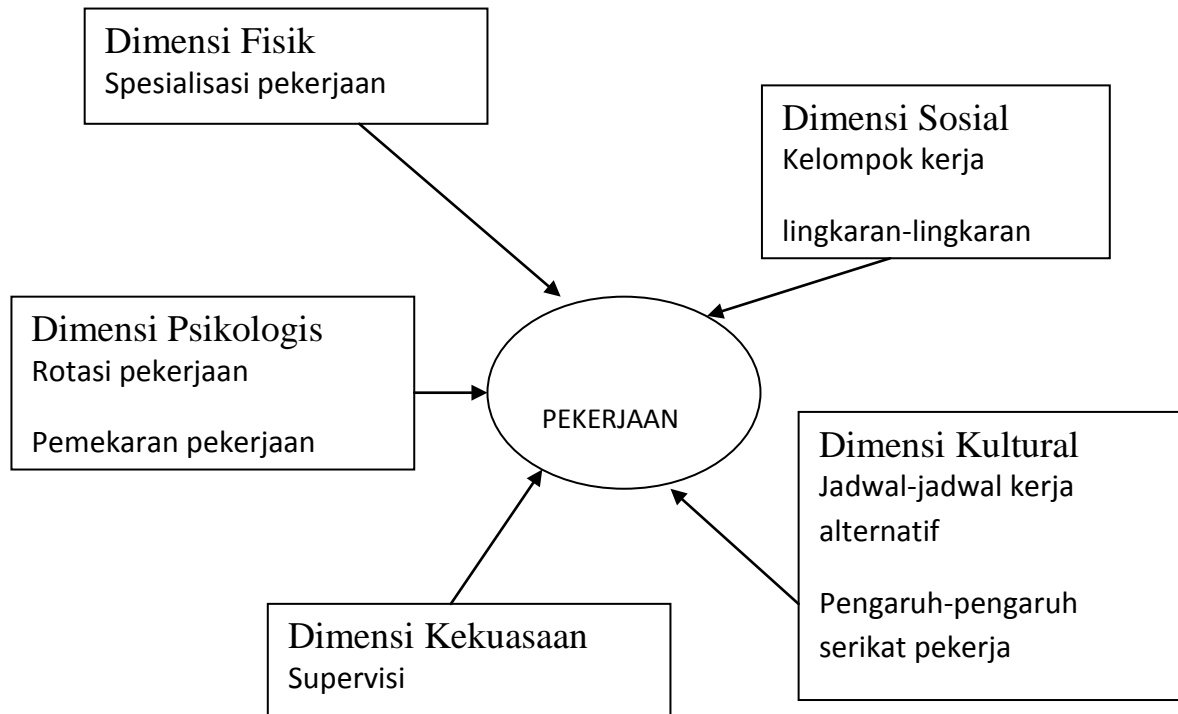 Dimensi Fisik
Spesialisasi pekerjaan
Dimensi Sosial
Kelompok kerja
lingkaran-lingkaran
Dimensi Psikologis
Rotasi pekerjaan
Pemekaran pekerjaan
PEKERJAAN
Dimensi Kultural
Jadwal-jadwal kerja
alternatif
Pengaruh-pengaruh
serikat pekerja
Dimensi Kekuasaan
Supervisi